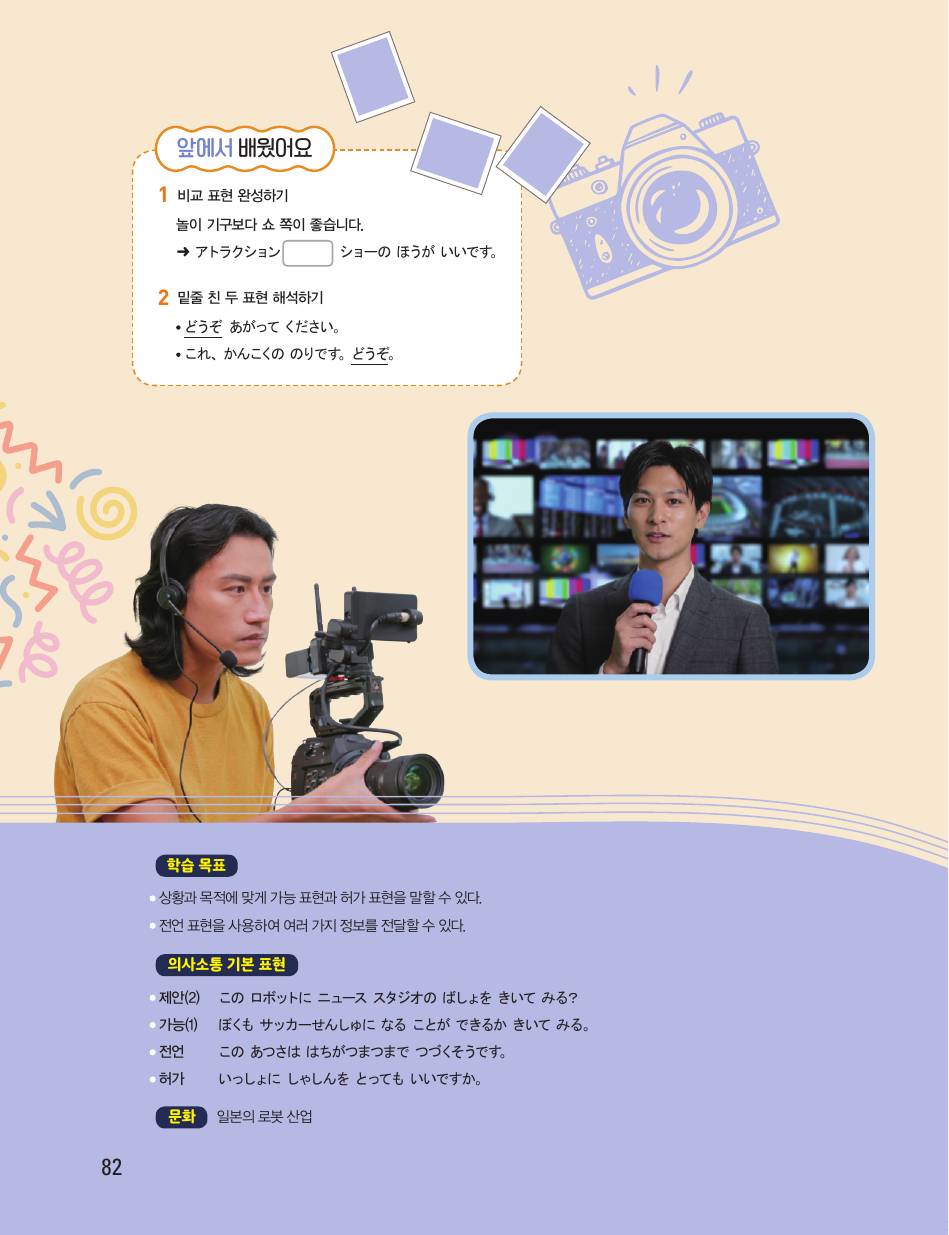 앞에서 배웠어요
1 비교 표현 완성하기
놀이 기구보다 쇼 쪽이 좋습니다.
➜ アトラクション ショーの ほうが いいです。
2 밑줄 친 두 표현 해석하기
• どうぞ あがって ください。
• これ、かんこくの のりです。どうぞ。
학습 목표
• 상황과 목적에 맞게 가능 표현과 허가 표현을 말할 수 있다.
• 전언 표현을 사용하여 여러 가지 정보를 전달할 수 있다.
의사소통 기본 표현
• 제안(2) この ロボットに ニュース スタジオの ばしょを きいて みる?
• 가능(1) ぼくも サッカーせんしゅに なる ことが できるか きいて みる。
• 전언 この あつさは はちがつまつまで つづくそうです。
• 허가 いっしょに しゃしんを とっても いいですか。
문화 일본의 로봇 산업
82